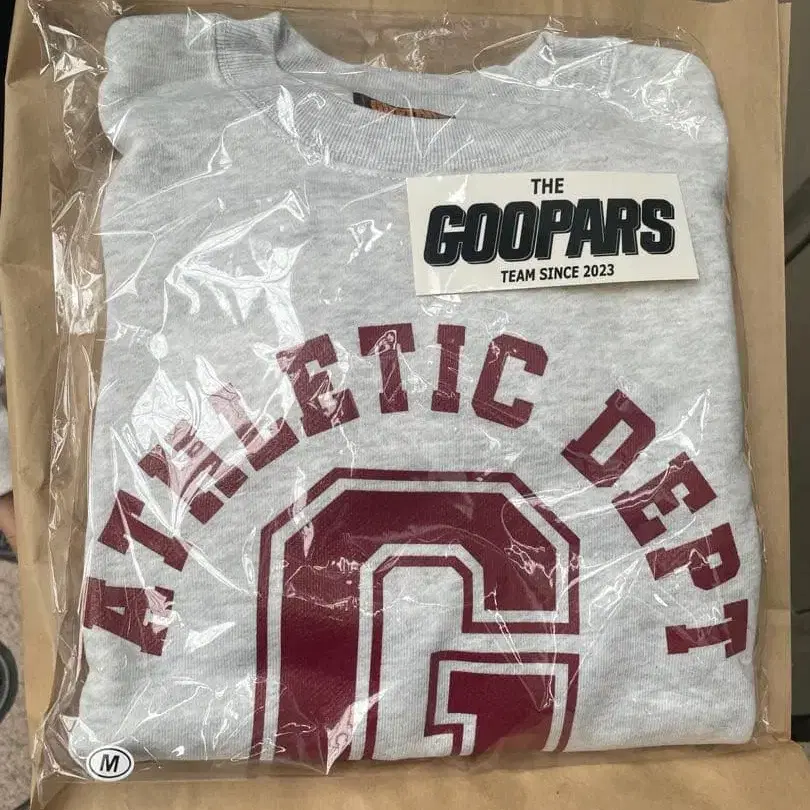 THE
GOOPARS
TEAM SINCE 2023
ATHLETIC DEPT
G
M